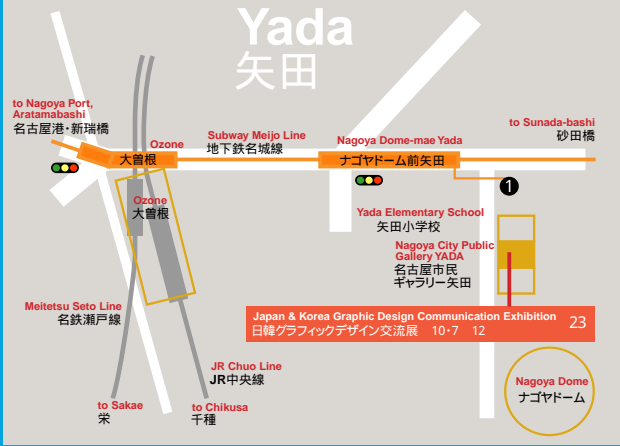 Yada
矢田
to Nagoya Port,
Aratamabashi
名古屋港・新瑞橋
Ozone
大曽根
Subway Meijo Line
地下鉄名城線
Nagoya Dome-mae Yada
ナゴヤドーム前矢田
to Sunada-bashi
砂田橋
1
Ozone
大曽根
Yada Elementary School
矢田小学校
Nagoya City Public
Gallery YADA
名古屋市民
ギャラリー矢田
Meitetsu Seto Line
名鉄瀬戸線
Japan & Korea Graphic Design Communication Exhibition
日韓グラフィックデザイン交流展 10・7 12
23
JR Chuo Line
JR中央線
Nagoya Dome
ナゴヤドーム
to Sakae
栄
to Chikusa
千種